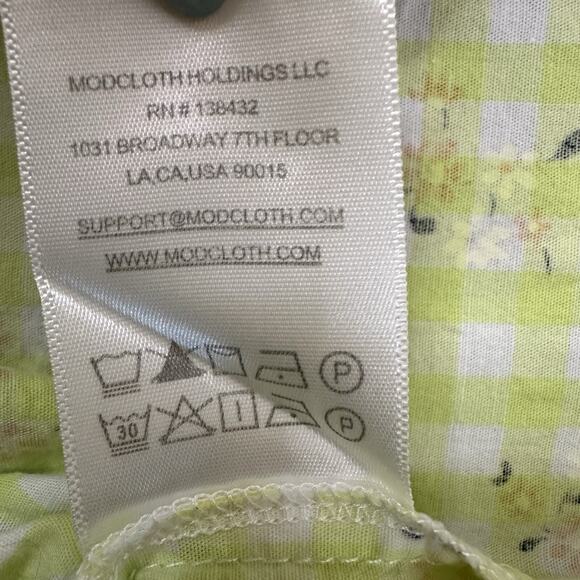 MODCLOTH HOLDINGS LLC
RN# 138432
1031 BROADWAY 7TH FLOOR
LA,CA,USA 90015
SUPPORT@MODCLOTH.COM
WWW.MODCLOTH.COM
P
30 P